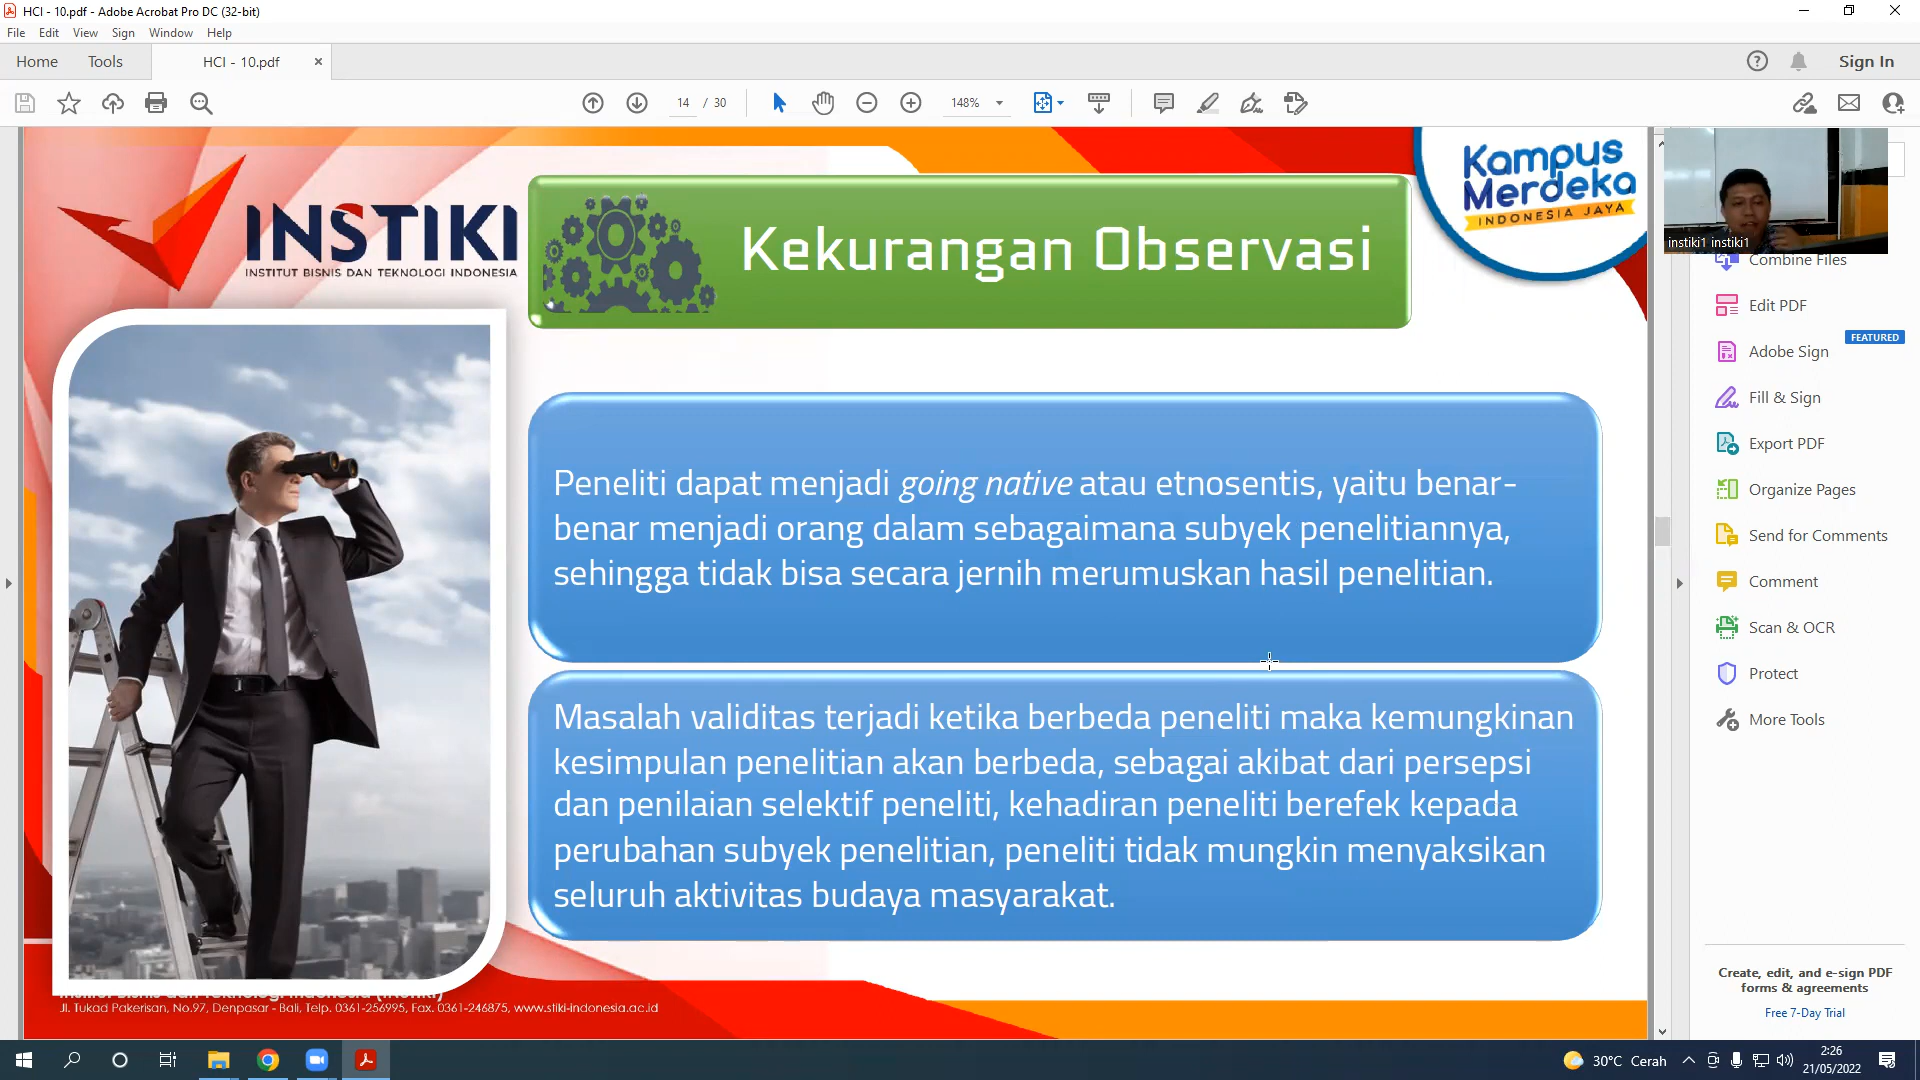 HCI - 10.pdf - Adobe Acrobat Pro DC (32-bit)
File Edit View Sign Window Help
Home Tools HCI - 10.pdf Sign In
14 / 30 148%
INSTIKI
INSTITUT BISNIS DAN TEKNOLOGI INDONESIA
Kekurangan Observasi
Kampus
Merdeka
INDONESIA JAYA
instiki1 instiki1
Peneliti dapat menjadi going native atau etnosentis, yaitu benar-
benar menjadi orang dalam sebagaimana subyek penelitiannya,
sehingga tidak bisa secara jernih merumuskan hasil penelitian.
Masalah validitas terjadi ketika berbeda peneliti maka kemungkinan
kesimpulan penelitian akan berbeda, sebagai akibat dari persepsi
dan penilaian selektif peneliti, kehadiran peneliti berefek kepada
perubahan subyek penelitian, peneliti tidak mungkin menyaksikan
seluruh aktivitas budaya masyarakat.
Jl. Tukad Pakerisan, No.97, Denpasar - Bali, Telp. 0361-256995, Fax. 0361-246875, www.stiki-indonesia.ac.id
Combine Files
Edit PDF
FEATURED
Adobe Sign
Fill & Sign
Export PDF
Organize Pages
Send for Comments
Comment
Scan & OCR
Protect
More Tools
Create, edit, and e-sign PDF
forms & agreements
Free 7-Day Trial
30°C Cerah
2:26
21/05/2022